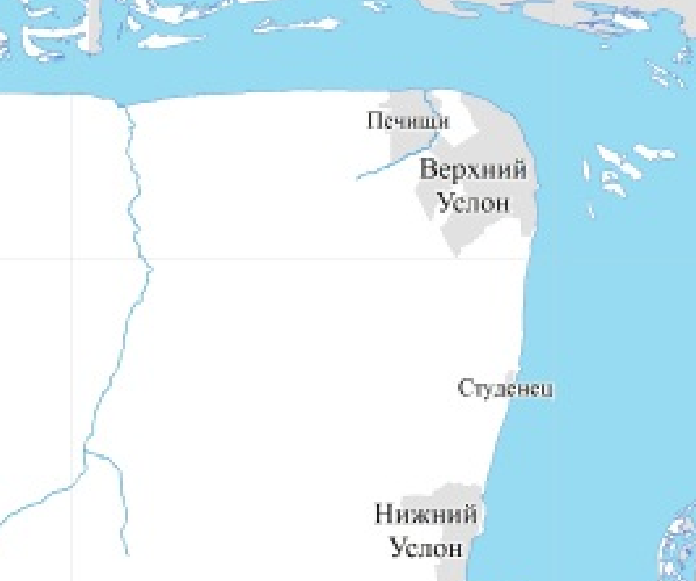 Печищи
Верхний
Услон
Студенец
Нижний
Услон